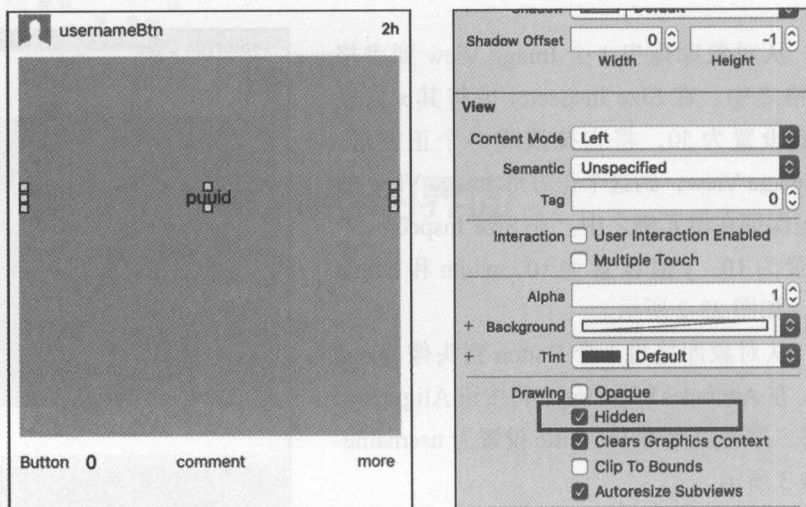 usernameBtn
2h
puuid
Button 0 comment more
Default
Shadow Offset 0 -1
Width Height
View
Content Mode Left
Semantic Unspecified
Tag 0
Interaction User Interaction Enabled
Multiple Touch
Alpha 1
+ Background
+ Tint Default
Drawing Opaque
Hidden
Clears Graphics Context
Clip To Bounds
Autoresize Subviews